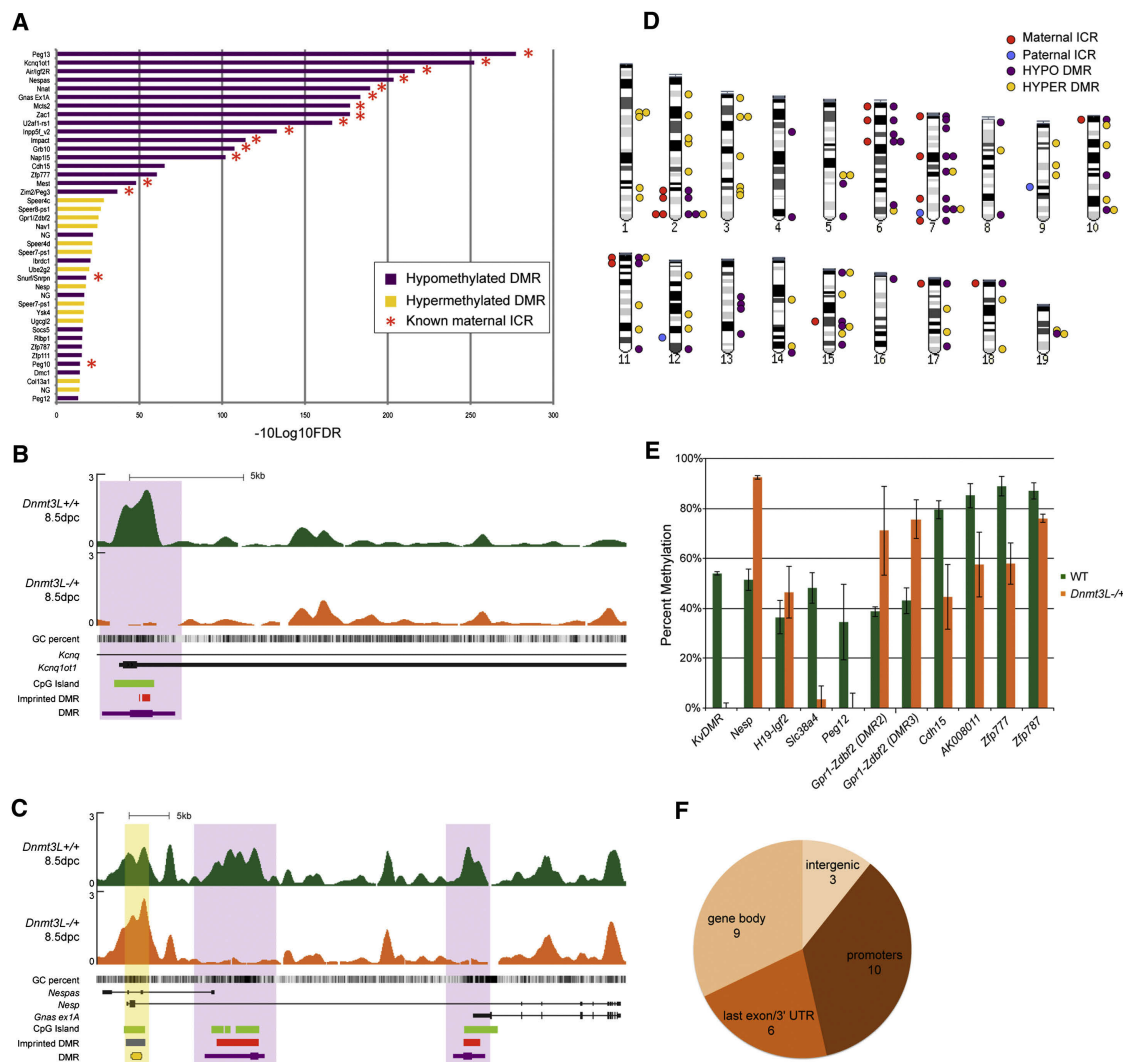 A
Peg13
Kcnq1ot1
Air/Igf2R
Nespas
Nnat
Gnas Ex1A
Mcts2
Zac1
U2af1-rs1
Inpp5f_v2
Impact
Grb10
Nap1l5
Cdh15
Zfp777
Mest
Zim2/Peg3
Speer4c
Speer8-ps1
Gpr1/Zdbf2
Nav1
NG
Speer4d
Speer7-ps1
Ibrdc1
Ube2g2
Snurf/Snrpn
Nesp
NG
Speer7-ps1
Ysk4
Ugcgl2
Socs5
Rlbp1
Zfp787
Zfp111
Peg10
Dmc1
Col13a1
NG
Peg12
0 50 100 150 200 250 300
-10Log10FDR
Hypomethylated DMR
Hypermethylated DMR
* Known maternal ICR
B
3
0
Dnmt3L+/+
8.5dpc
5kb
3
0
Dnmt3L-/+
8.5dpc
GC percent
Kcnq
Kcnq1ot1
CpG Island
Imprinted DMR
DMR
C
3
0
Dnmt3L+/+
8.5dpc
5kb
3
0
Dnmt3L-/+
8.5dpc
GC percent
Nespas
Nesp
Gnas ex1A
CpG Island
Imprinted DMR
DMR
D
Maternal ICR
Paternal ICR
HYPO DMR
HYPER DMR
1 2 3 4 5 6 7 8 9 10
11 12 13 14 15 16 17 18 19
E
100%
80%
60%
40%
20%
0%
Percent Methylation
WT
Dnmt3L-/+
KvDMR
Nesp
H19-Igf2
Slc38a4
Peg12
Gpr1-Zdbf2 (DMR2)
Gpr1-Zdbf2 (DMR3)
Cdh15
AK008011
Zfp777
Zfp787
F
intergenic
3
gene body
9
promoters
10
last exon/3' UTR
6